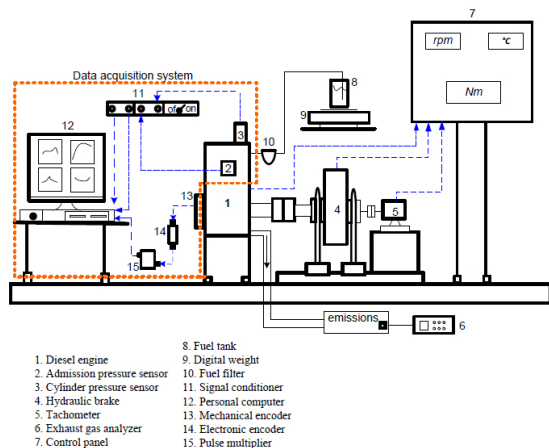 7
rpm
°C
Nm
Data acquisition system
11
of on
8
9
12
3
10
2
13
1
4
5
14
15
emissions
6
1. Diesel engine
2. Admission pressure sensor
3. Cylinder pressure sensor
4. Hydraulic brake
5. Tachometer
6. Exhaust gas analyzer
7. Control panel
8. Fuel tank
9. Digital weight
10. Fuel filter
11. Signal conditioner
12. Personal computer
13. Mechanical encoder
14. Electronic encoder
15. Pulse multiplier